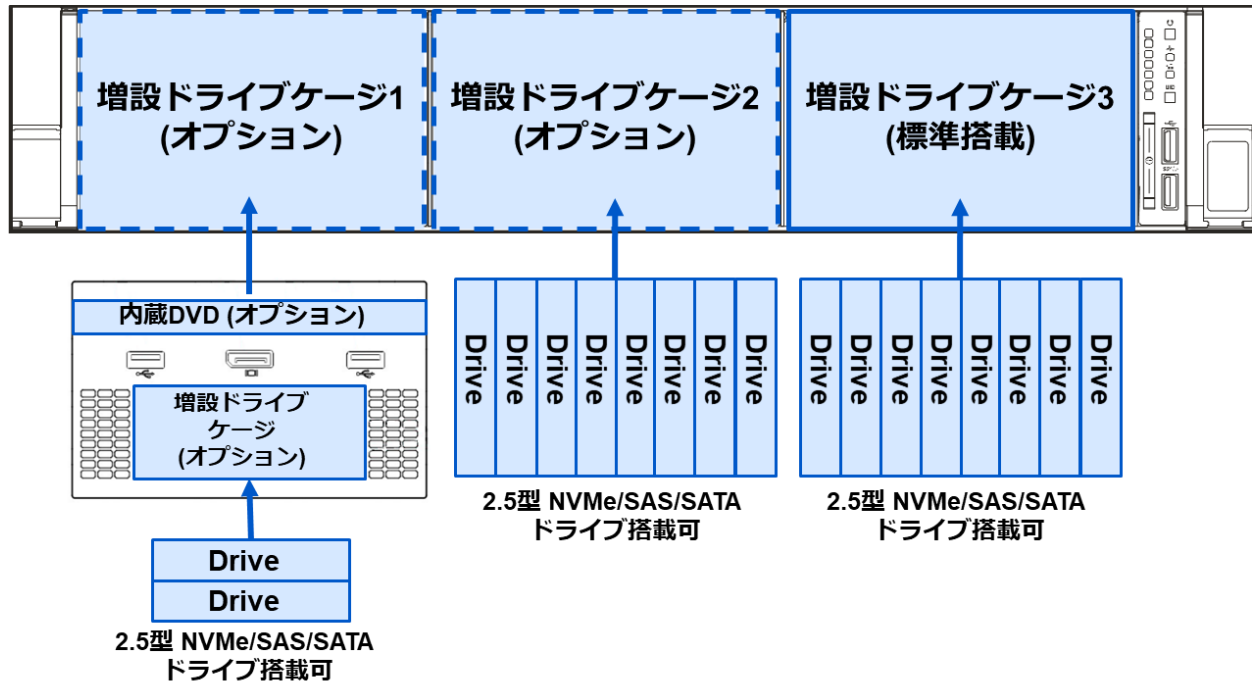 増設ドライブケージ1
(オプション)
増設ドライブケージ2
(オプション)
増設ドライブケージ3
(標準搭載)
内蔵DVD (オプション)
増設ドライブ
ケージ
(オプション)
Drive
Drive
2.5型 NVMe/SAS/SATA
ドライブ搭載可
Drive
Drive
Drive
Drive
Drive
Drive
Drive
Drive
2.5型 NVMe/SAS/SATA
ドライブ搭載可
Drive
Drive
Drive
Drive
Drive
Drive
Drive
Drive
2.5型 NVMe/SAS/SATA
ドライブ搭載可